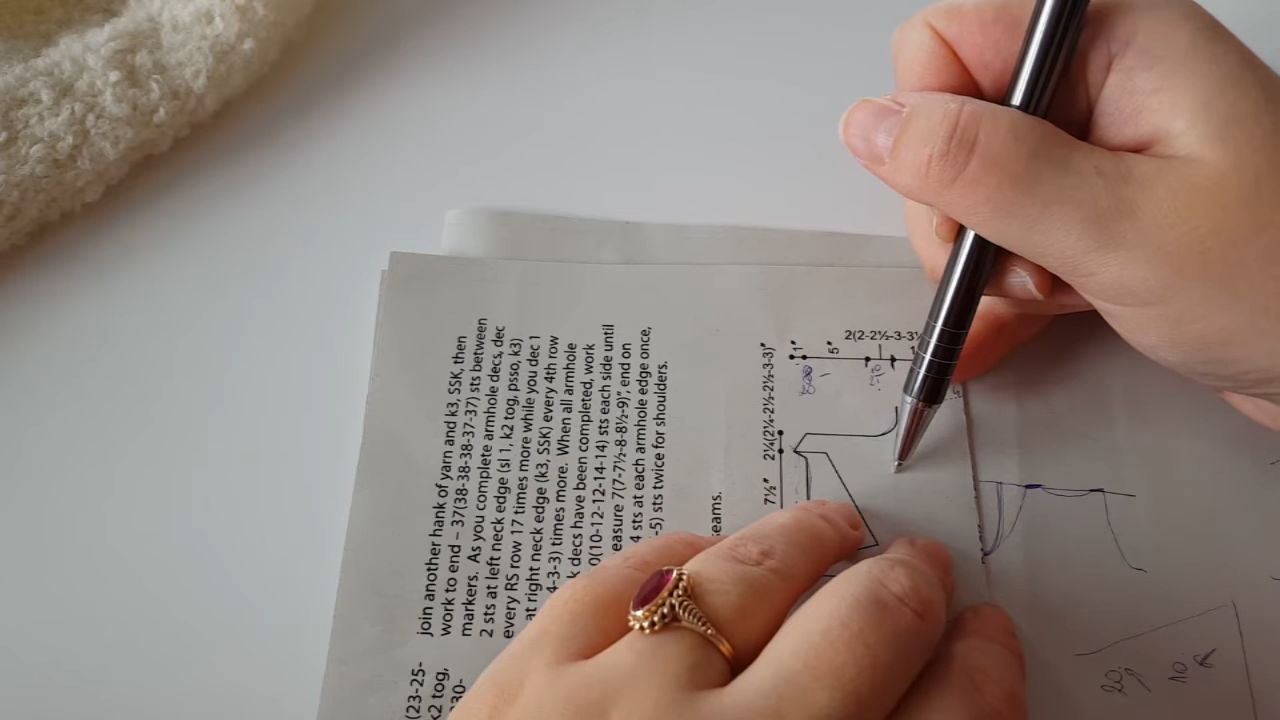 join another hank of yarn and k3, SSK, then
work to end – 37(38-38-38-37-37) sts between
markers. As you complete armhole decs, dec
2 sts at left neck edge (sl 1, k2 tog, psso, k3)
every RS row 17 times more while you dec 1
at right neck edge (k3, SSK) every 4th row
4-3-3) times more. When all armhole
k decs have been completed, work
0(10-12-12-14-14) sts each side until
easure 7(7-7½-8-8½-9)", end on
4 sts at each armhole edge once,
-5) sts twice for shoulders.
seams.
(23-25-
k2 tog,
30-
7½" 2¼(2¼-2½-2½-3-3)"
1"
5"
2(2-2½-3-3
20
10